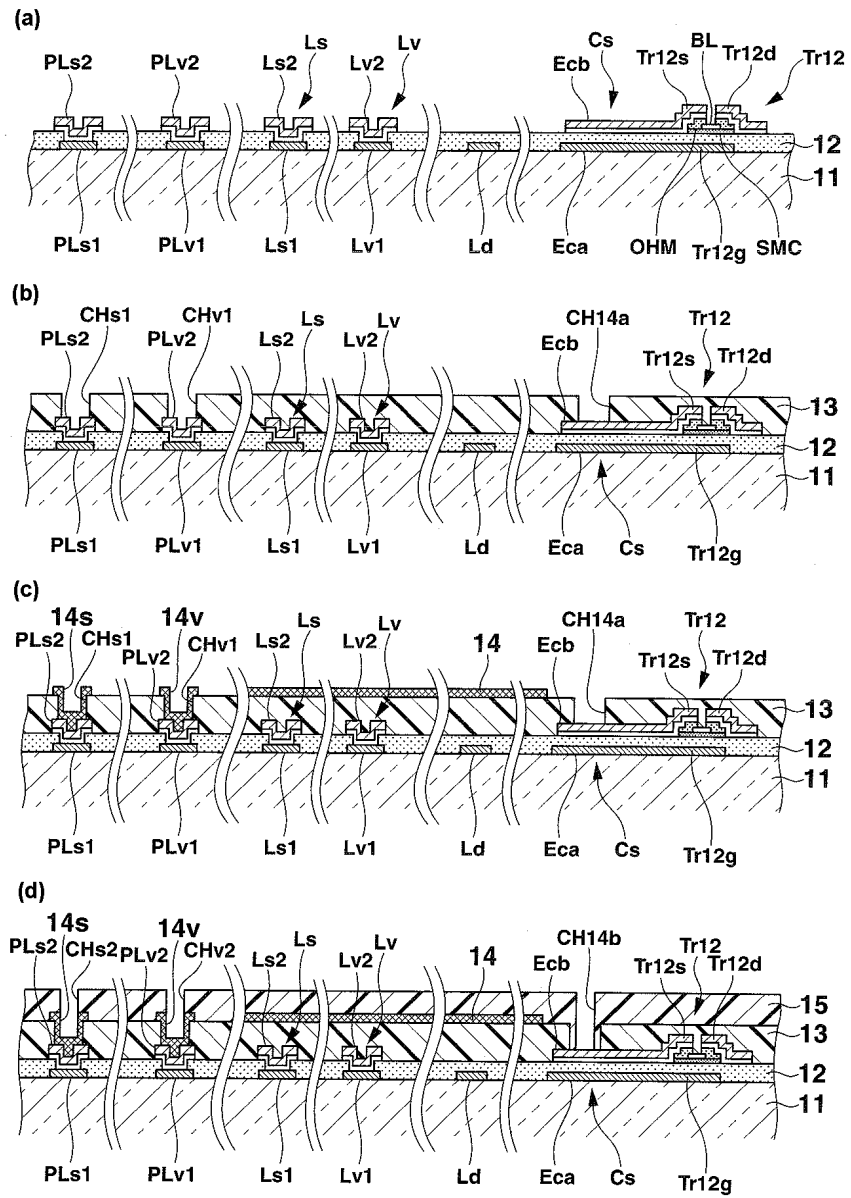 (a)
Ls Lv Cs BL
PLs2 PLv2 Ls2 Lv2 Ecb Tr12s Tr12d Tr12
12
11
PLs1 PLv1 Ls1 Lv1 Ld Eca OHM Tr12g SMC
(b)
CHs1 CHv1 Ls Lv CH14a Tr12
PLs2 PLv2 Ls2 Lv2 Ecb Tr12s Tr12d
13
12
11
PLs1 PLv1 Ls1 Lv1 Ld Eca Cs Tr12g
(c)
14s 14v Ls Lv CH14a Tr12
PLs2 CHs1 PLv2 CHv1 Ls2 Lv2 14 Ecb Tr12s Tr12d
13
12
11
PLs1 PLv1 Ls1 Lv1 Ld Eca Cs Tr12g
(d)
14s 14v Ls Lv CH14b Tr12
PLs2 CHs2 PLv2 CHv2 Ls2 Lv2 14 Ecb Tr12s Tr12d
15
13
12
11
PLs1 PLv1 Ls1 Lv1 Ld Eca Cs Tr12g